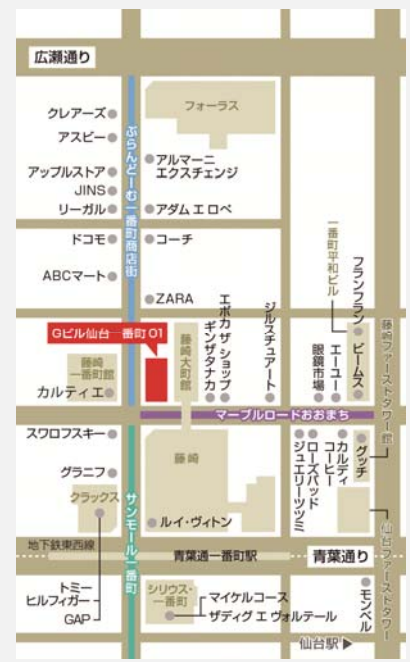 広瀬通り
フォーラス
クレアーズ
アスビー
アップルストア
JINS
リーガル
ドコモ
ABCマート
ぶらんどーむ一番町商店街
アルマーニ
エクスチェンジ
アダム エ ロペ
コーチ
ZARA
Gビル仙台一番町 01
藤崎
一番町館
カルティエ
藤崎大町館
ギンザタナカ
エポカ ザ ショップ
ジルスチュアート
一番町平和ビル
眼鏡市場
エーユー
フランフラン
ビームス
藤崎ファーストタワー館
マーブルロードおおまち
スワロフスキー
グラニフ
クラックス
サンモール一番町
藤崎
ルイ・ヴィトン
ジュエリーツツミ
ローズバッド
カルディ
コーヒー
グッチ
仙台ファーストタワー
地下鉄東西線
青葉通一番町駅
青葉通り
トミー
ヒルフィガー
GAP
シリウス・
一番町
マイケルコース
ザディグ エ ヴォルテール
モンベル
仙台駅▶